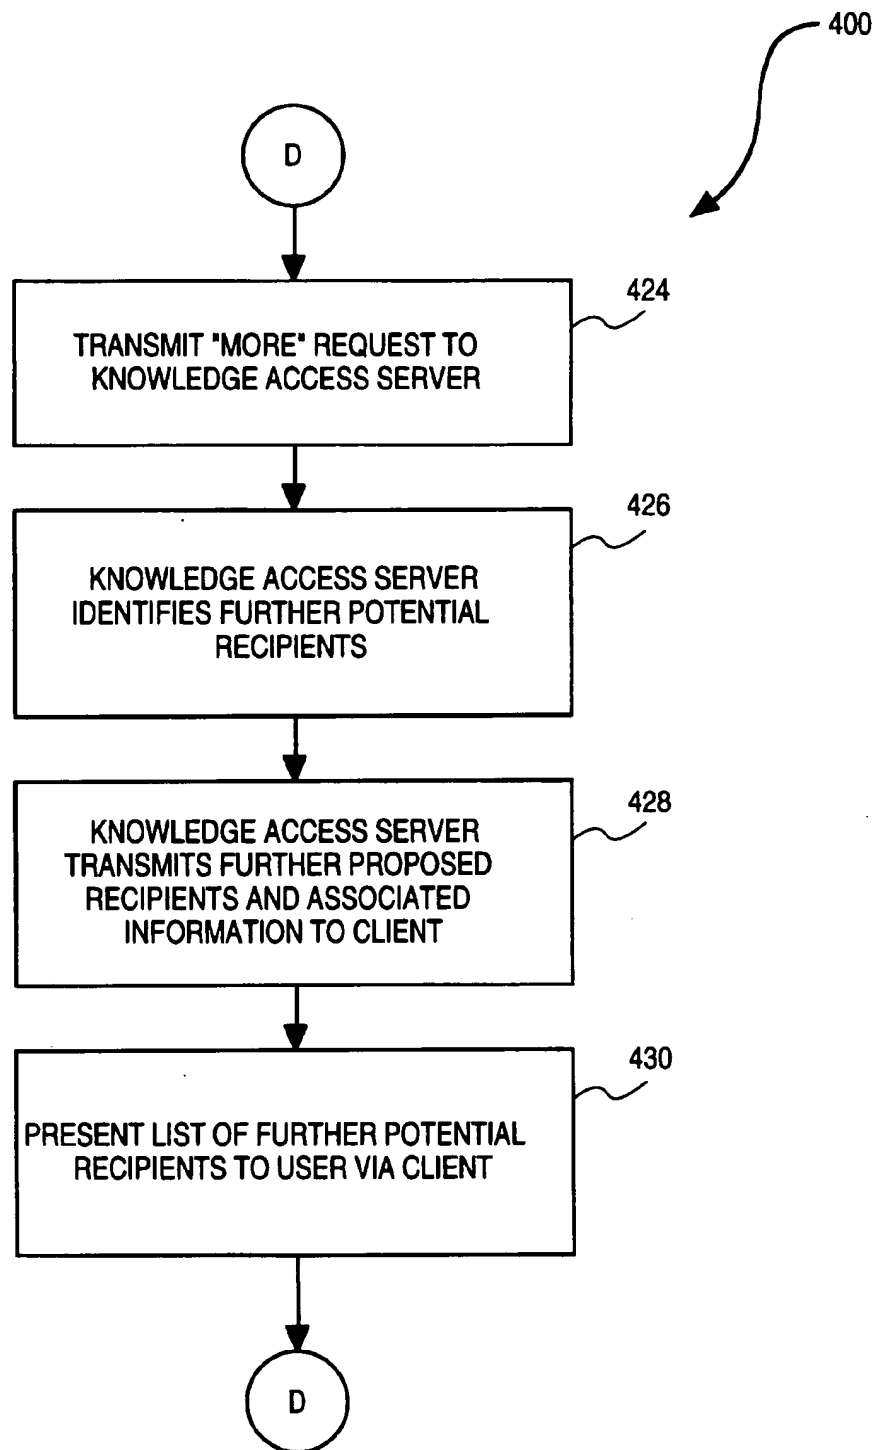 400
D
424
TRANSMIT "MORE" REQUEST TO
KNOWLEDGE ACCESS SERVER
426
KNOWLEDGE ACCESS SERVER
IDENTIFIES FURTHER POTENTIAL
RECIPIENTS
428
KNOWLEDGE ACCESS SERVER
TRANSMITS FURTHER PROPOSED
RECIPIENTS AND ASSOCIATED
INFORMATION TO CLIENT
430
PRESENT LIST OF FURTHER POTENTIAL
RECIPIENTS TO USER VIA CLIENT
D